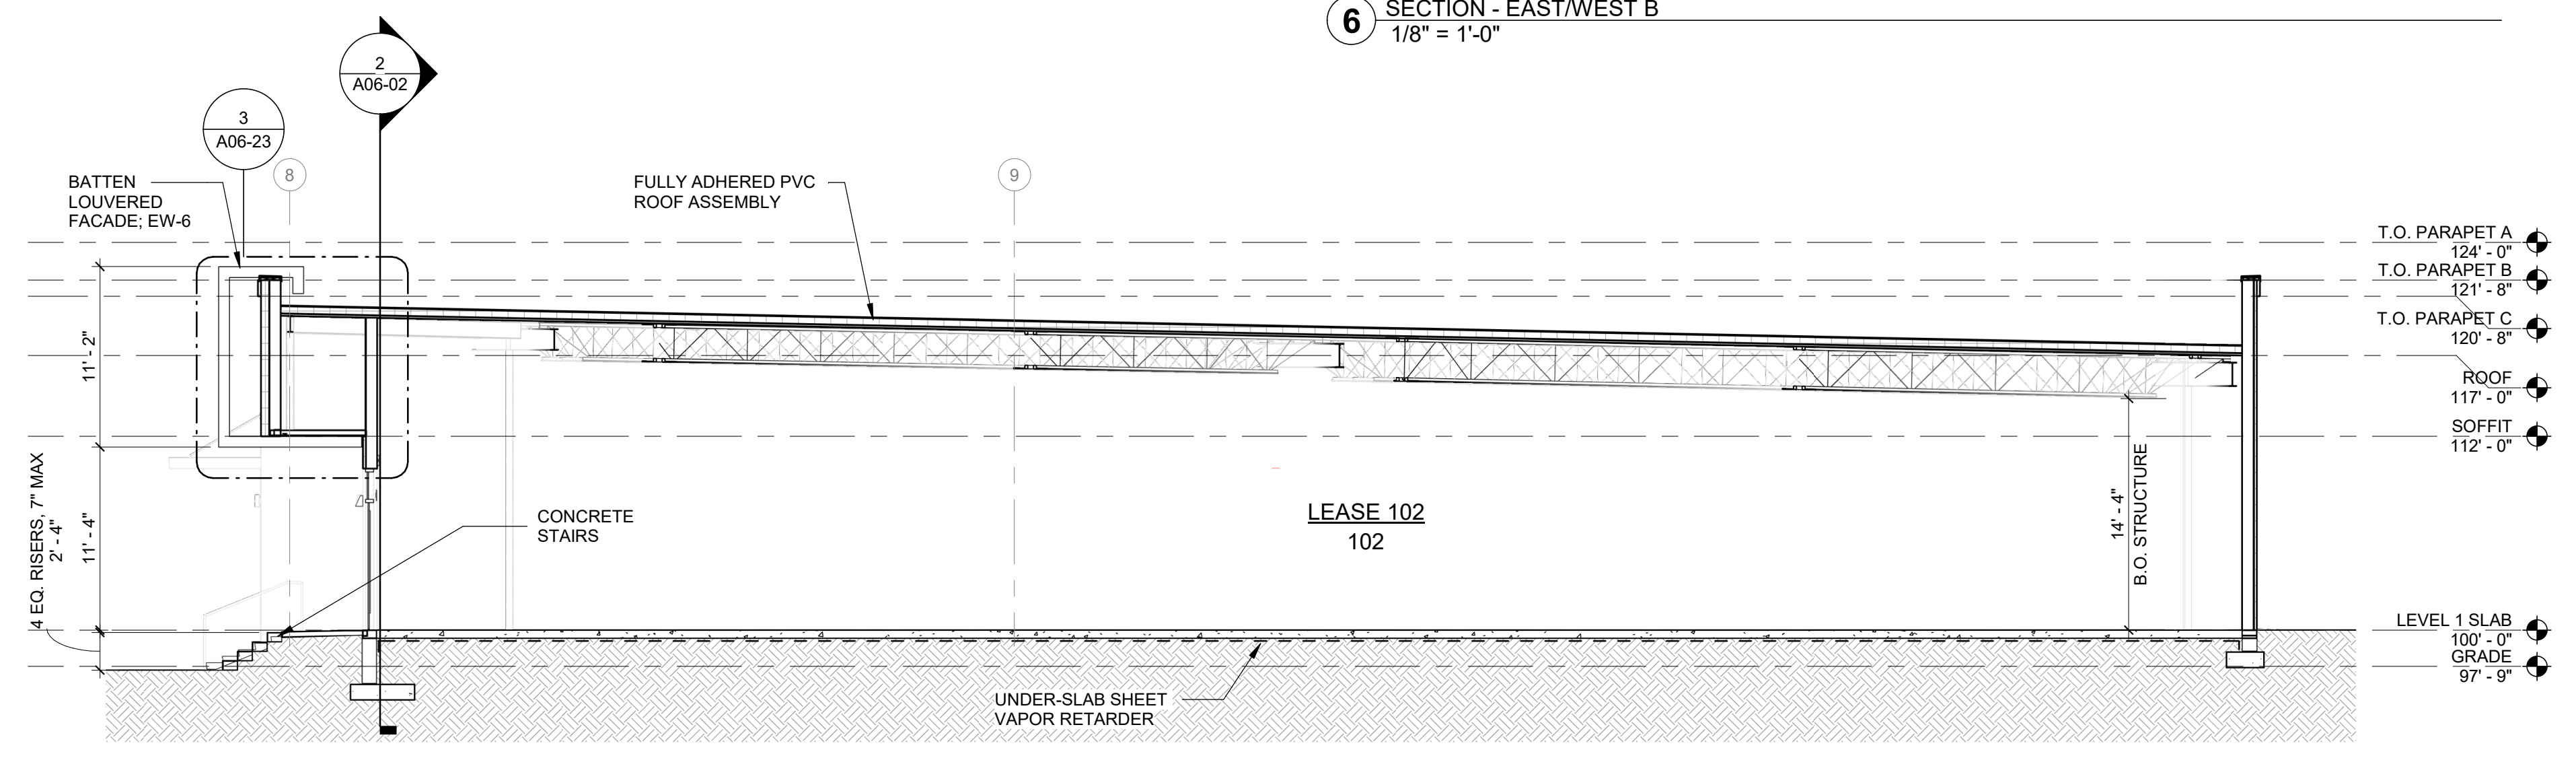 6
SECTION - EAST/WEST B
1/8" = 1'-0"
2
A06-02
3
A06-23
8
9
BATTEN
LOUVERED
FACADE; EW-6
FULLY ADHERED PVC
ROOF ASSEMBLY
T.O. PARAPET A
124' - 0"
T.O. PARAPET B
121' - 8"
T.O. PARAPET C
120' - 8"
ROOF
117' - 0"
SOFFIT
112' - 0"
11' - 2"
4 EQ. RISERS, 7" MAX
2' - 4"
11' - 4"
CONCRETE
STAIRS
LEASE 102
102
14' - 4"
B.O. STRUCTURE
LEVEL 1 SLAB
100' - 0"
GRADE
97' - 9"
UNDER-SLAB SHEET
VAPOR RETARDER